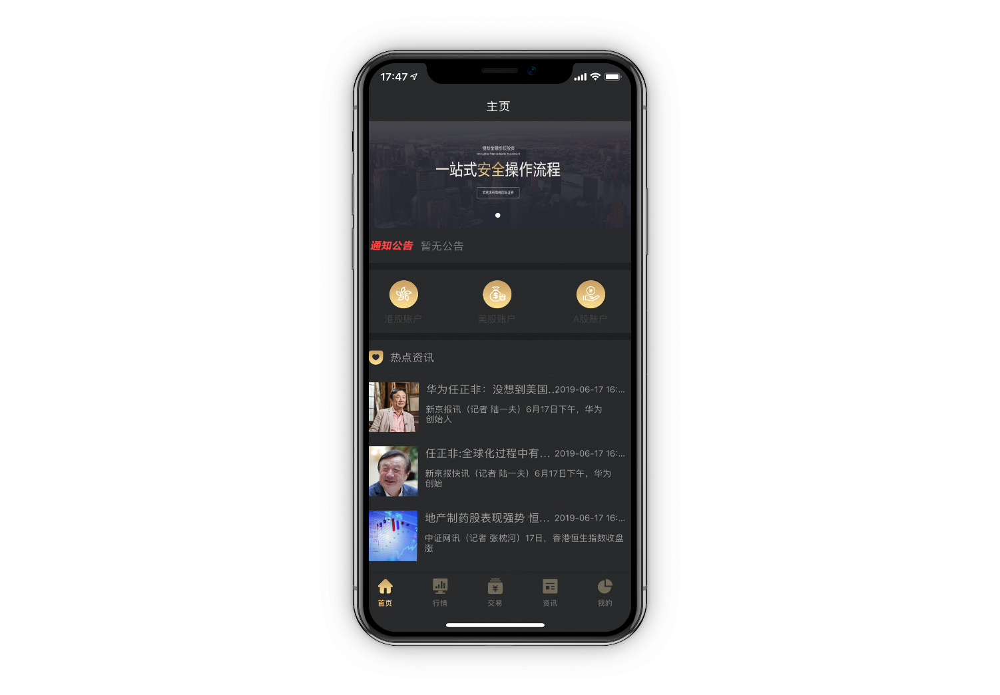 17:47
主页
创新金融引领投资
Innovative finance leads investment
一站式安全操作流程
通知公告 暂无公告
港股账户 美股账户 A股账户
热点资讯
华为任正非：没想到美国... 2019-06-17 16:...
新京报讯（记者 陆一夫）6月17日下午，华为
创始人
任正非:全球化过程中有... 2019-06-17 16:...
新京报快讯（记者 陆一夫）6月17日下午，华为
创始
地产制药股表现强势 恒... 2019-06-17 16:...
中证网讯（记者 张枕河）17日，香港恒生指数收盘
涨
首页 行情 交易 资讯 我的